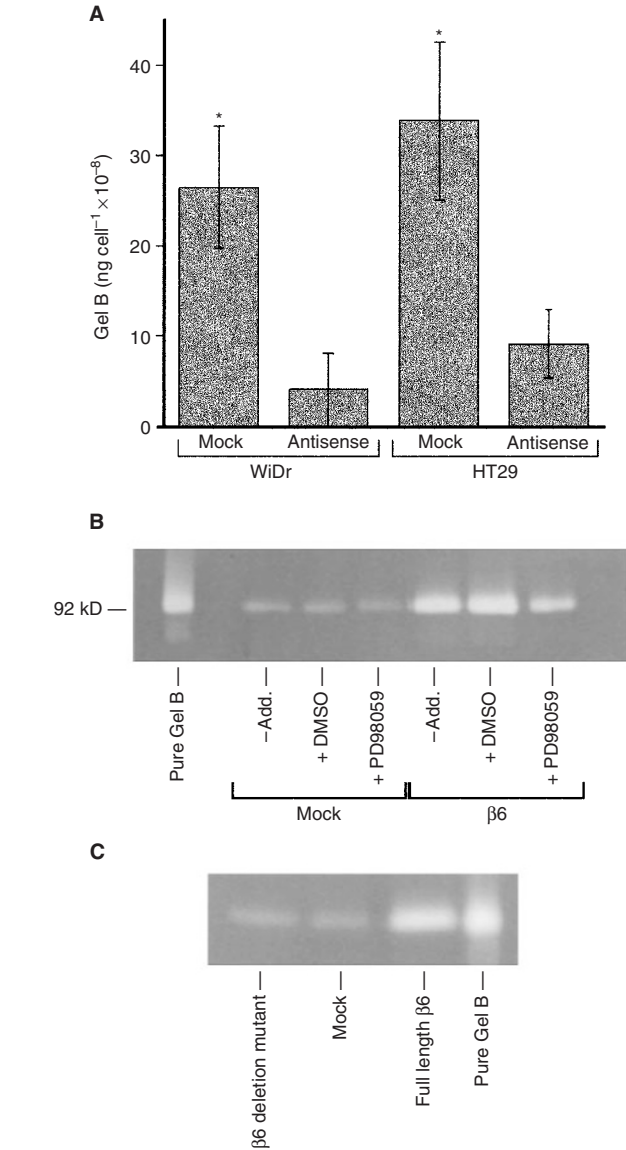 A
Gel B (ng cell⁻¹ × 10⁻⁸)
40
30
20
10
0
*
*
Mock
Antisense
Mock
Antisense
WiDr
HT29
B
92 kD
Pure Gel B
–Add.
+ DMSO
+ PD98059
–Add.
+ DMSO
+ PD98059
Mock
β6
C
β6 deletion mutant
Mock
Full length β6
Pure Gel B